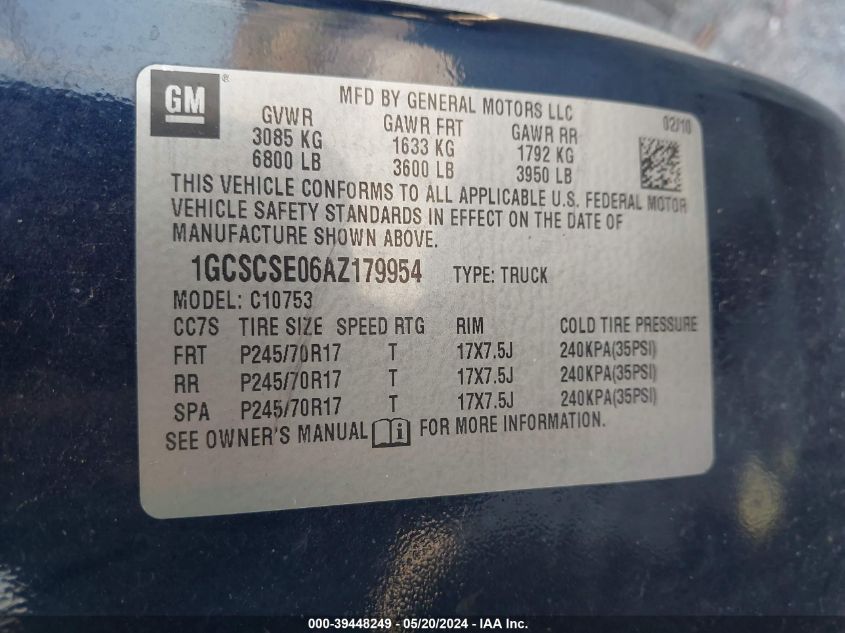 GM ®
MFD BY GENERAL MOTORS LLC
02/10
GVWR GAWR FRT GAWR RR
3085 KG 1633 KG 1792 KG
6800 LB 3600 LB 3950 LB
THIS VEHICLE CONFORMS TO ALL APPLICABLE U.S. FEDERAL MOTOR
VEHICLE SAFETY STANDARDS IN EFFECT ON THE DATE OF
MANUFACTURE SHOWN ABOVE.
1GCSCSE06AZ179954 TYPE: TRUCK
MODEL: C10753
CC7S TIRE SIZE SPEED RTG RIM COLD TIRE PRESSURE
FRT P245/70R17 T 17X7.5J 240KPA(35PSI)
RR P245/70R17 T 17X7.5J 240KPA(35PSI)
SPA P245/70R17 T 17X7.5J 240KPA(35PSI)
SEE OWNER'S MANUAL i FOR MORE INFORMATION.
000-39448249 - 05/20/2024 - IAA Inc.